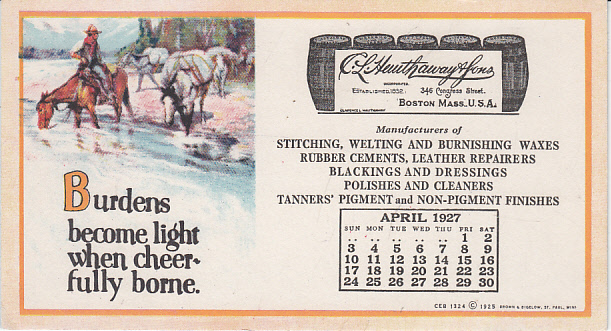 Burdens
become light
when cheer-
fully borne.
C. L. Hauthaway & Sons
INCORPORATED.
ESTABLISHED, 1852.
346 Congress Street.
BOSTON MASS. U.S.A.
CLARENCE L. HAUTHAWAY
Manufacturers of
STITCHING, WELTING AND BURNISHING WAXES
RUBBER CEMENTS, LEATHER REPAIRERS
BLACKINGS AND DRESSINGS
POLISHES AND CLEANERS
TANNERS' PIGMENT and NON-PIGMENT FINISHES
APRIL 1927
SUN MON TUE WED THU FRI SAT
.. .. .. .. .. 1 2
3 4 5 6 7 8 9
10 11 12 13 14 15 16
17 18 19 20 21 22 23
24 25 26 27 28 29 30
CEB 1324 © 1925 BROWN & BIGELOW, ST. PAUL, MINN